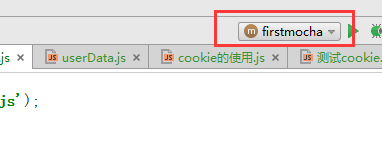 firstmocha
.js userData.js cookie的使用.js 测试cookie.
js');